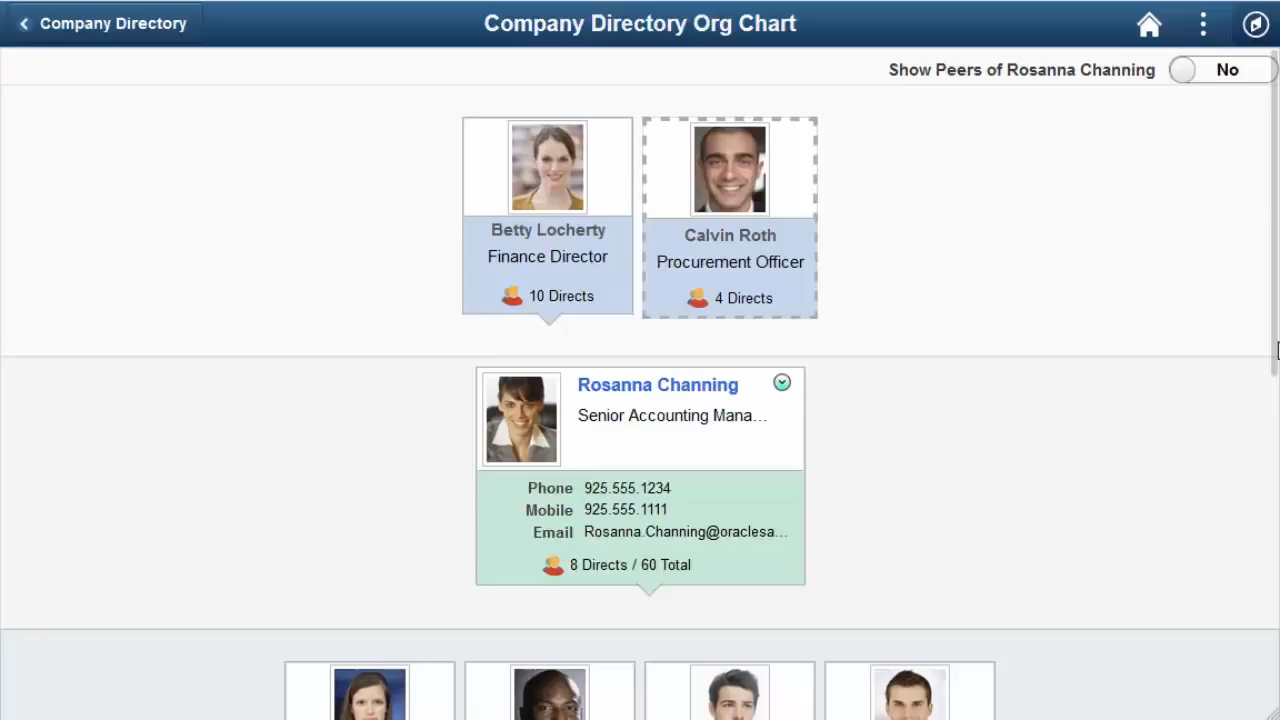 Company Directory
Company Directory Org Chart
Show Peers of Rosanna Channing
No
Betty Locherty
Finance Director
10 Directs
Calvin Roth
Procurement Officer
4 Directs
Rosanna Channing
Senior Accounting Mana...
Phone 925.555.1234
Mobile 925.555.1111
Email Rosanna.Channing@oraclesa...
8 Directs / 60 Total